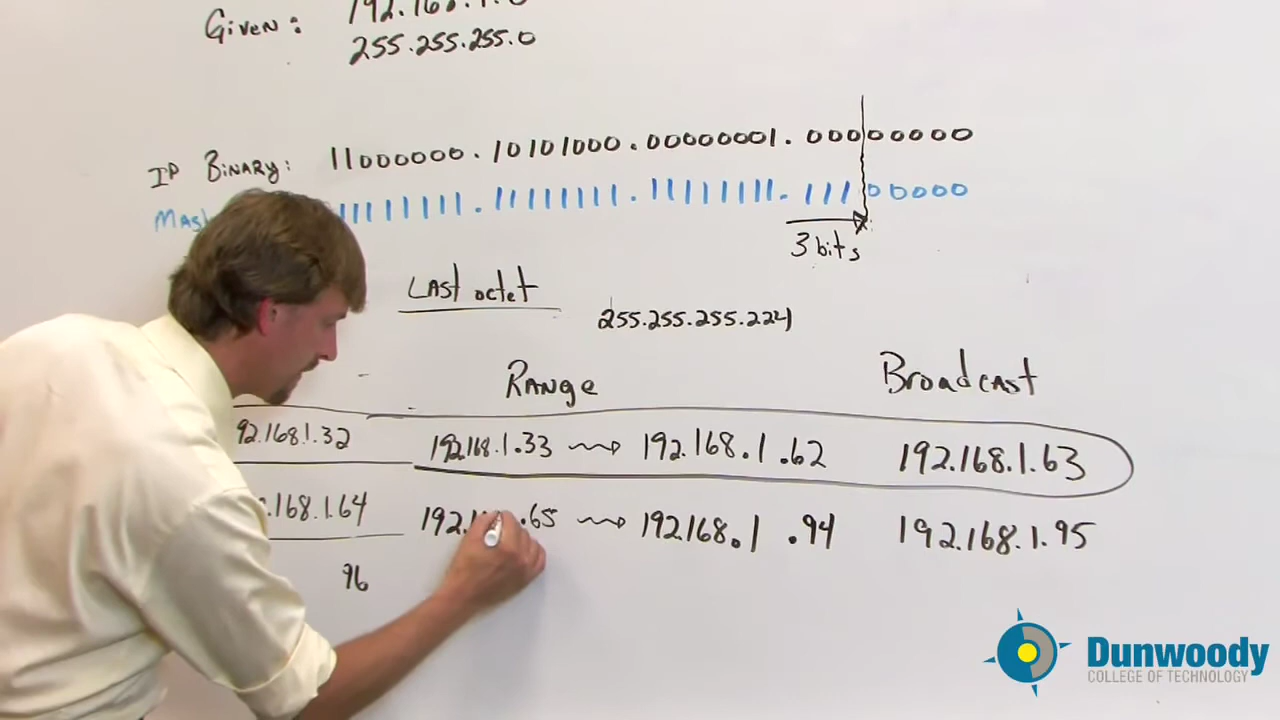 Given: 192.168.1.0
255.255.255.0
IP Binary: 11000000.10101000.00000001.00000000
Mask 11111111.11111111.11111111.11100000
3 bits
Last octet
255.255.255.224
Range Broadcast
92.168.1.32 192.168.1.33 192.168.1.62 192.168.1.63
.168.1.64 192. .65 192.168.1 .94 192.168.1.95
96
Dunwoody
COLLEGE OF TECHNOLOGY